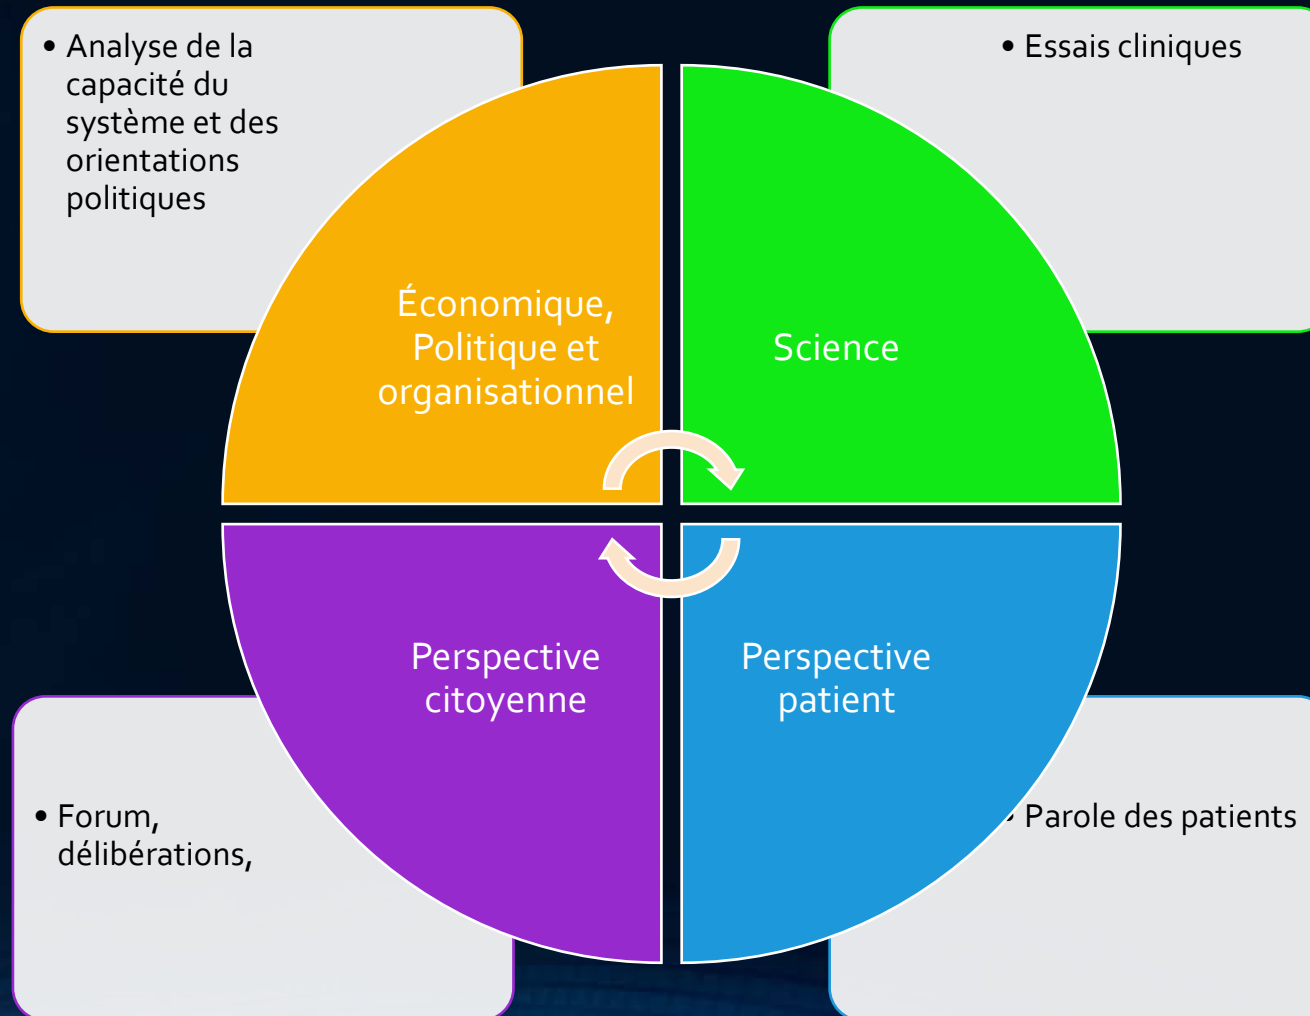 • Analyse de la
capacité du
système et des
orientations
politiques
• Essais cliniques
Économique,
Politique et
organisationnel
Science
Perspective
citoyenne
Perspective
patient
• Forum,
délibérations,
• Parole des patients